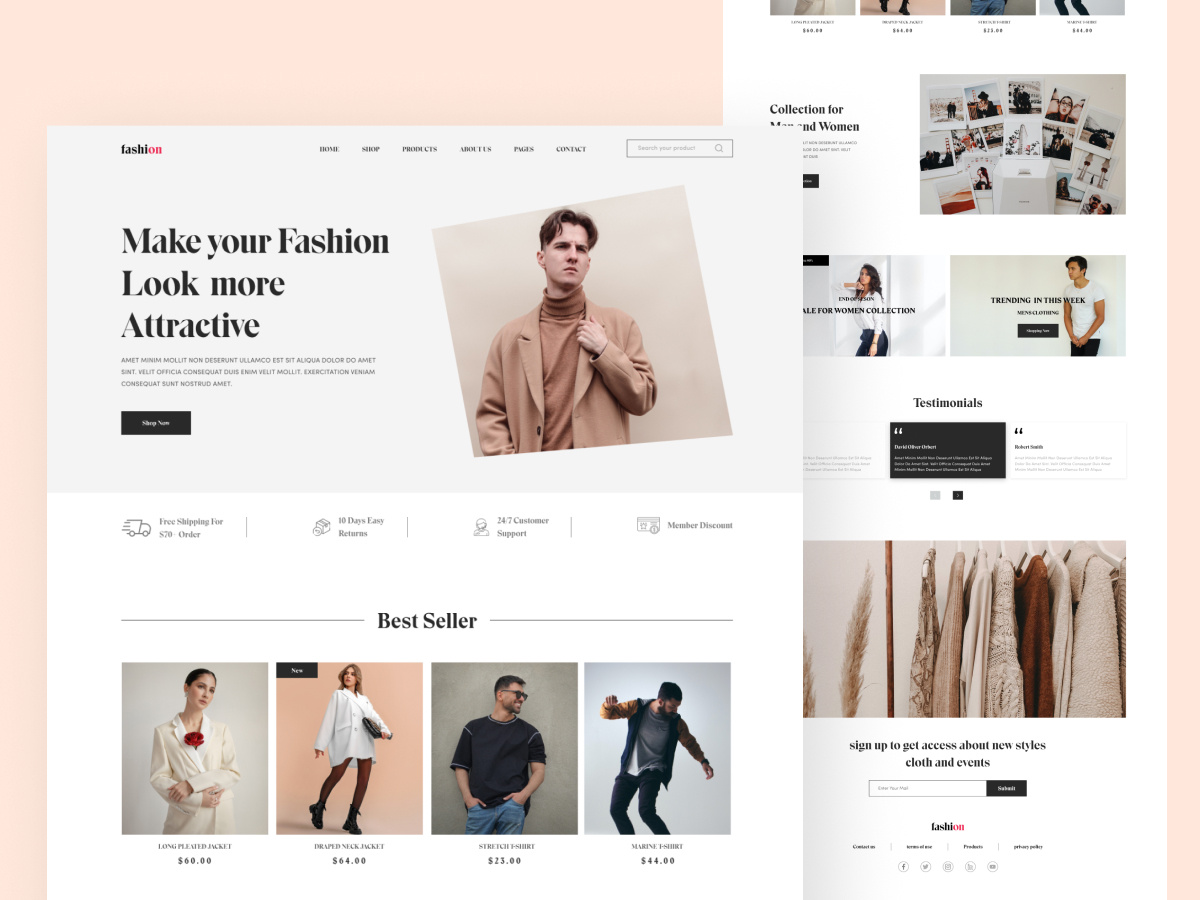 fashion
HOME SHOP PRODUCTS ABOUT US PAGES CONTACT
Search your product
Make your Fashion
Look more
Attractive
AMET MINIM MOLLIT NON DESERUNT ULLAMCO EST SIT ALIQUA DOLOR DO AMET
SINT. VELIT OFFICIA CONSEQUAT DUIS ENIM VELIT MOLLIT. EXERCITATION VENIAM
CONSEQUAT SUNT NOSTRUD AMET.
Shop Now
Free Shipping For
$70+ Order
10 Days Easy
Returns
24/7 Customer
Support
Member Discount
Best Seller
New
LONG PLEATED JACKET
$60.00
DRAPED NECK JACKET
$64.00
STRETCH T-SHIRT
$23.00
MARINE T-SHIRT
$44.00
LONG PLEATED JACKET
$60.00
DRAPED NECK JACKET
$64.00
STRETCH T-SHIRT
$23.00
MARINE T-SHIRT
$44.00
Collection for
Men and Women
LIT NON DESERUNT ULLAMCO
DOLOR DO AMET SINT. VELIT
AT DUIS
END OF SESON
ALE FOR WOMEN COLLECTION
TRENDING IN THIS WEEK
MENS CLOTHING
Shopping Now
Testimonials
David Oliver Orbert
Amet Minim Mollit Non Deserunt Ullamco Est Sit Aliqua
Dolor Do Amet Sint. Velit Officia Consequat Duis Amet
Minim Mollit Non Deserunt Ullamco Est Sit Aliqua
Robert Smith
Amet Minim Mollit Non Deserunt Ullamco Est Sit Aliqua
Dolor Do Amet Sint. Velit Officia Consequat Duis Amet
Minim Mollit Non Deserunt Ullamco Est Sit Aliqua
sign up to get access about new styles
cloth and events
Enter Your Mail
Submit
fashion
Contact us terms of use Products privacy policy